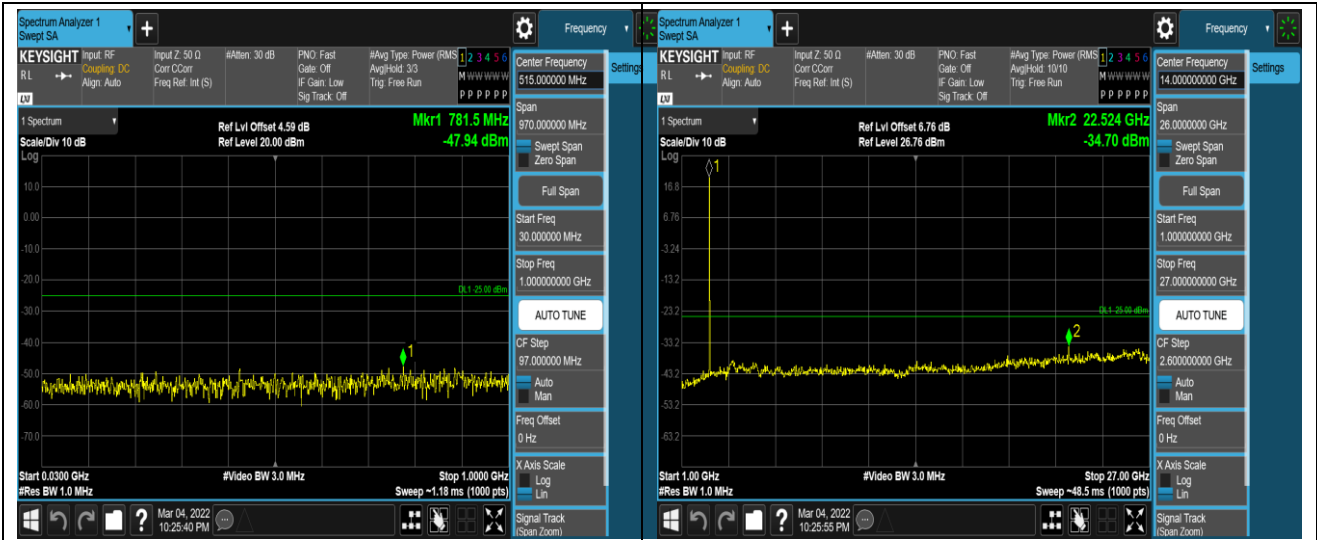 Spectrum Analyzer 1
Swept SA
+
Frequency
KEYSIGHT
RL
LXI
Input: RF
Coupling: DC
Align: Auto
Input Z: 50 Ω
Corr CCorr
Freq Ref: Int (S)
#Atten: 30 dB
PNO: Fast
Gate: Off
IF Gain: Low
Sig Track: Off
#Avg Type: Power (RMS
Avg|Hold: 3/3
Trig: Free Run
1 2 3 4 5 6
M W W W W W
P P P P P P
Center Frequency
515.000000 MHz
Settings
1 Spectrum
Scale/Div 10 dB
Log
Ref Lvl Offset 4.59 dB
Ref Level 20.00 dBm
Mkr1 781.5 MHz
-47.94 dBm
Span
970.000000 MHz
Swept Span
Zero Span
Full Span
Start Freq
30.000000 MHz
Stop Freq
1.000000000 GHz
AUTO TUNE
CF Step
97.000000 MHz
Auto
Man
Freq Offset
0 Hz
X Axis Scale
Log
Lin
Signal Track
(Span Zoom)
10.0
0.00
-10.0
-20.0
-30.0
-40.0
-50.0
-60.0
-70.0
DL1 -25.00 dBm
1
Start 0.0300 GHz
#Res BW 1.0 MHz
#Video BW 3.0 MHz
Stop 1.0000 GHz
Sweep ~1.18 ms (1000 pts)
?
Mar 04, 2022
10:25:40 PM
Spectrum Analyzer 1
Swept SA
+
Frequency
KEYSIGHT
RL
LXI
Input: RF
Coupling: DC
Align: Auto
Input Z: 50 Ω
Corr CCorr
Freq Ref: Int (S)
#Atten: 30 dB
PNO: Fast
Gate: Off
IF Gain: Low
Sig Track: Off
#Avg Type: Power (RMS
Avg|Hold: 10/10
Trig: Free Run
1 2 3 4 5 6
M W W W W W
P P P P P P
Center Frequency
14.000000000 GHz
Settings
1 Spectrum
Scale/Div 10 dB
Log
Ref Lvl Offset 6.76 dB
Ref Level 26.76 dBm
Mkr2 22.524 GHz
-34.70 dBm
Span
26.0000000 GHz
Swept Span
Zero Span
Full Span
Start Freq
1.000000000 GHz
Stop Freq
27.000000000 GHz
AUTO TUNE
CF Step
2.600000000 GHz
Auto
Man
Freq Offset
0 Hz
X Axis Scale
Log
Lin
Signal Track
(Span Zoom)
1
16.8
6.76
-3.24
-13.2
-23.2
-33.2
-43.2
-53.2
-63.2
DL1 -25.00 dBm
2
Start 1.00 GHz
#Res BW 1.0 MHz
#Video BW 3.0 MHz
Stop 27.00 GHz
Sweep ~48.5 ms (1000 pts)
?
Mar 04, 2022
10:25:55 PM